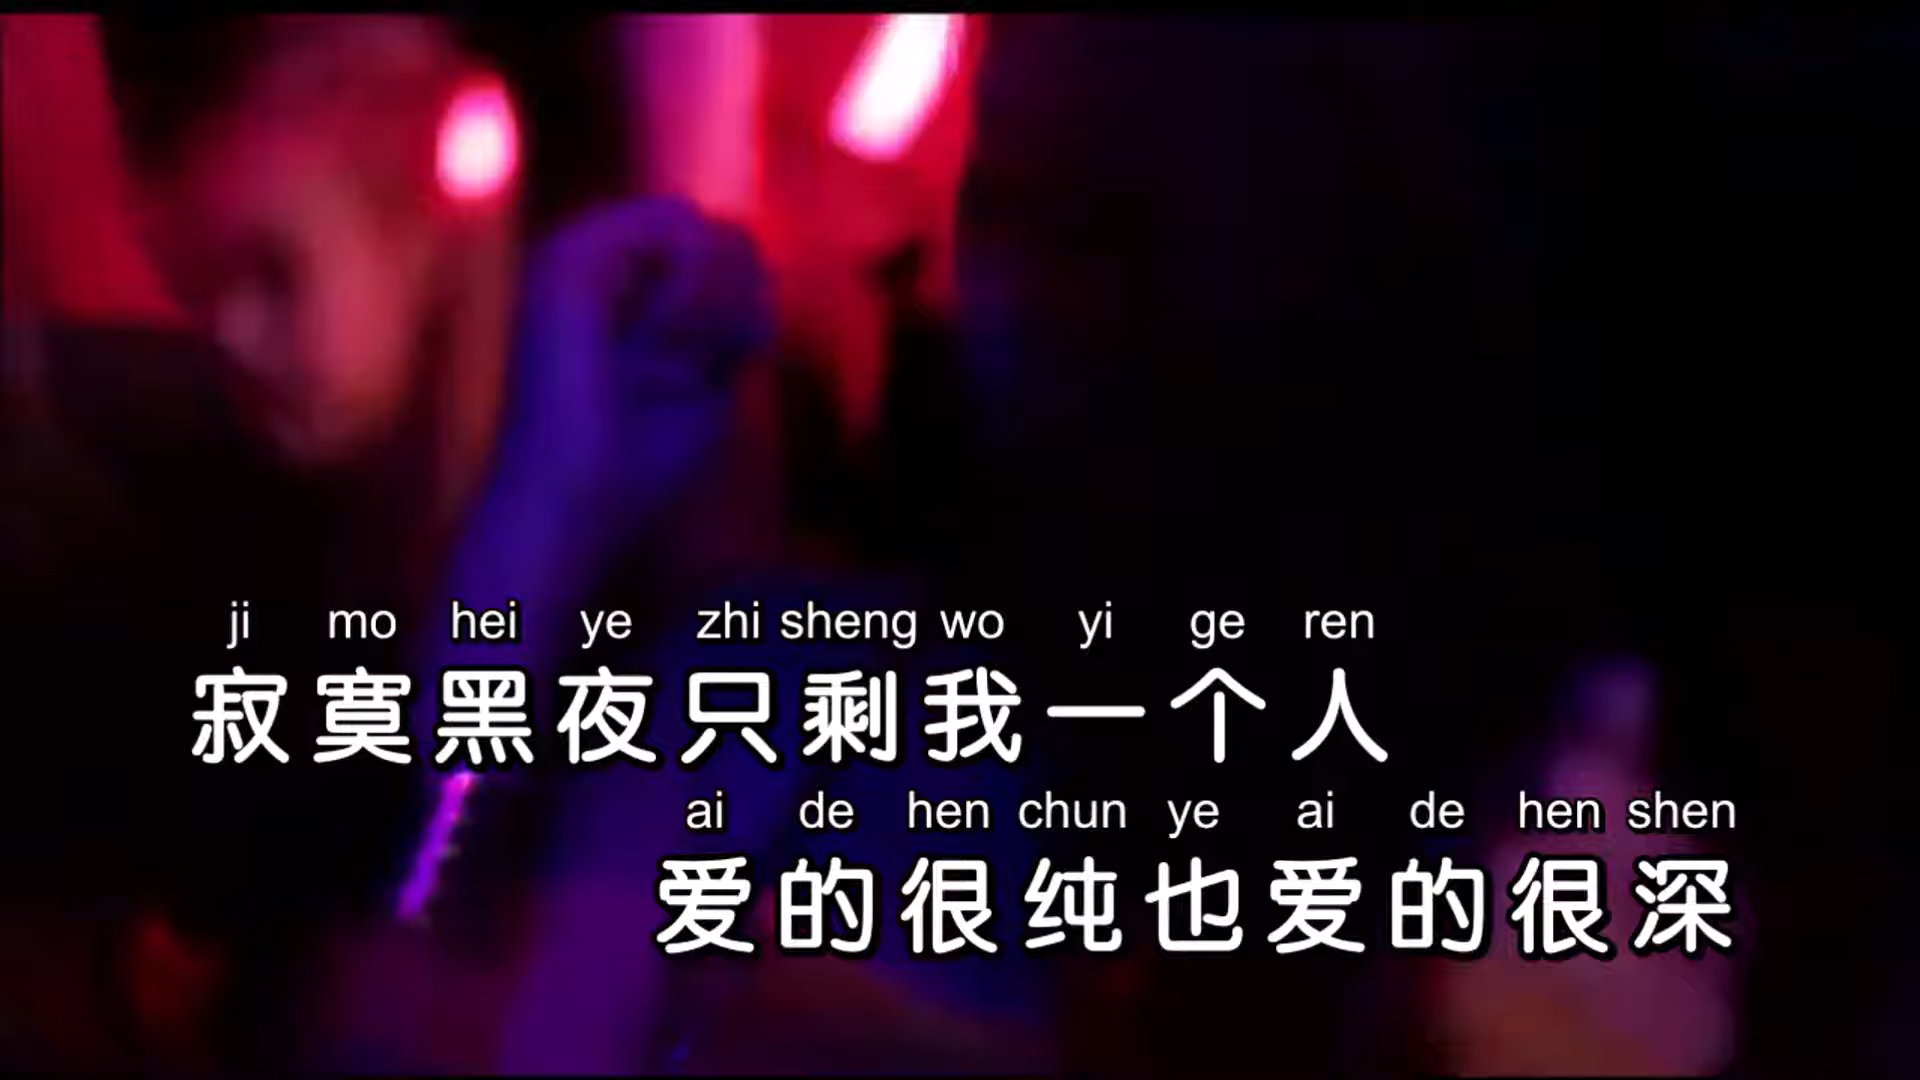 ji mo hei ye zhi sheng wo yi ge ren
寂寞黑夜只剩我一个人
ai de hen chun ye ai de hen shen
爱的很纯也爱的很深